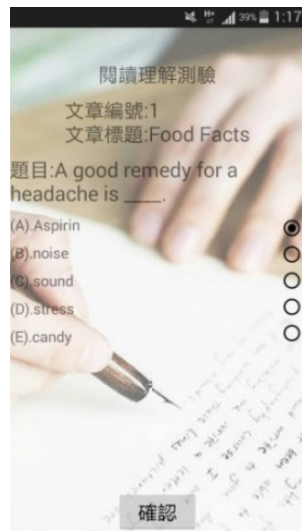 H+ 39% 1:17
閱讀理解測驗
文章編號:1
文章標題:Food Facts
題目:A good remedy for a
headache is ____.
(A).Aspirin
(B).noise
(C).sound
(D).stress
(E).candy
確認